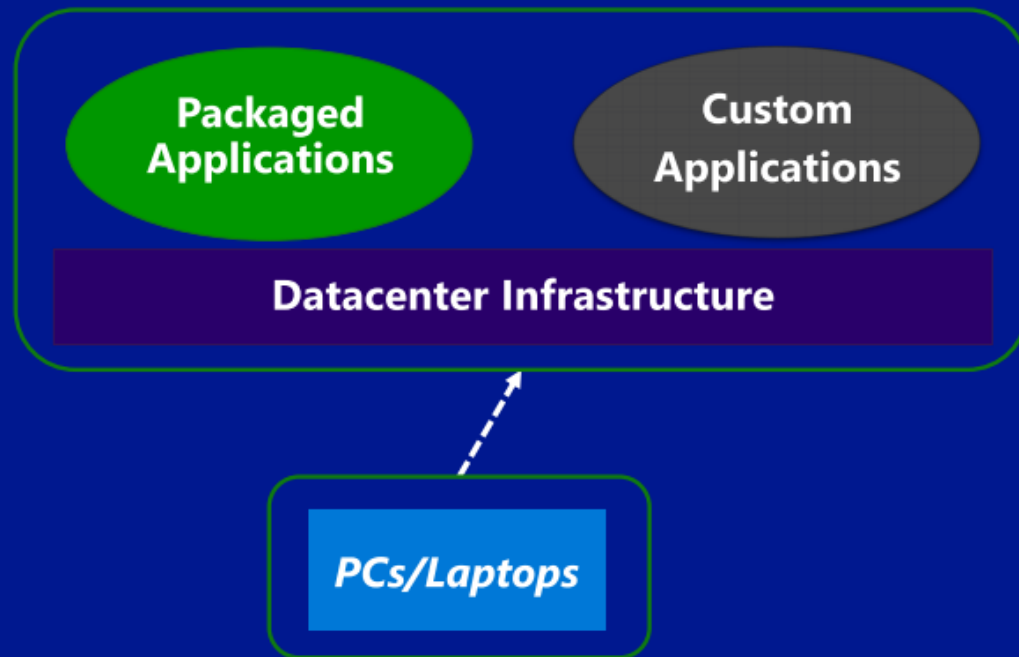 Packaged
Applications
Custom
Applications
Datacenter Infrastructure
PCs/Laptops